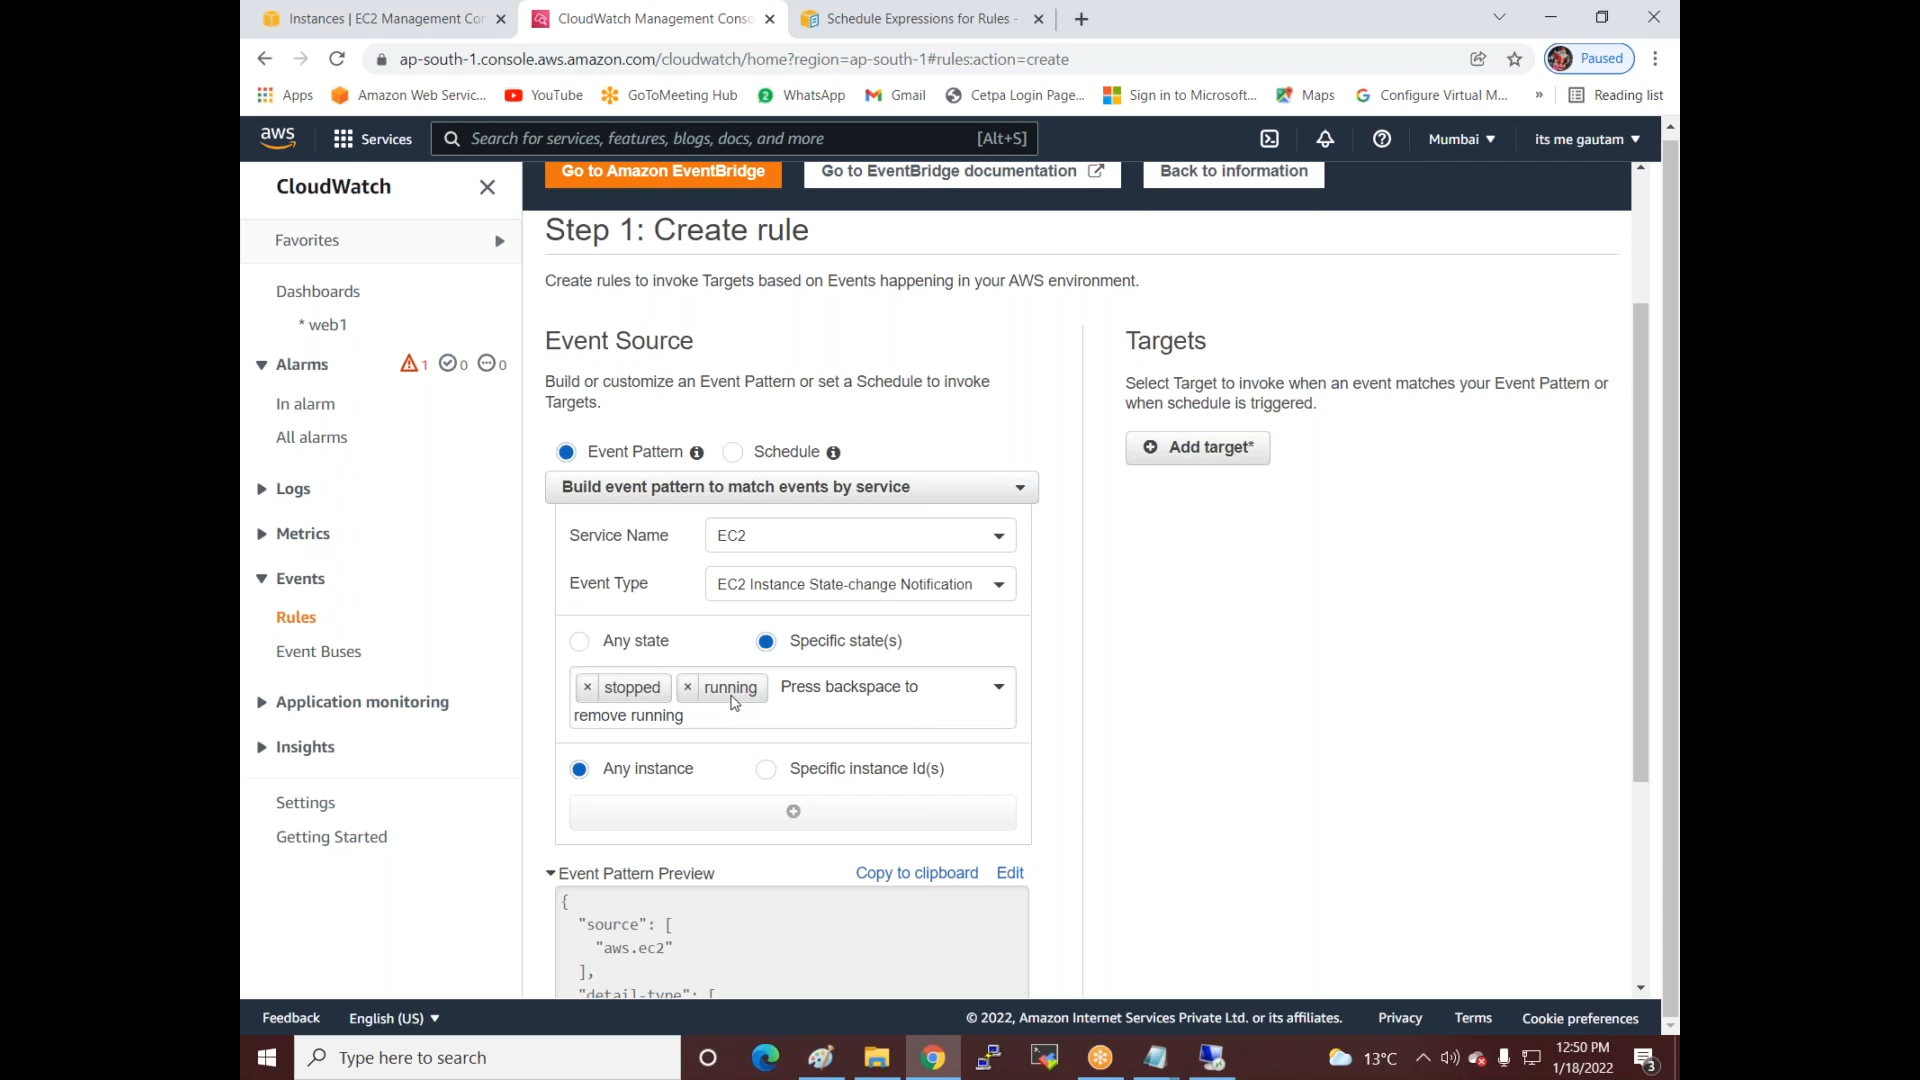 Instances | EC2 Management Con
CloudWatch Management Conso
Schedule Expressions for Rules -
ap-south-1.console.aws.amazon.com/cloudwatch/home?region=ap-south-1#rules:action=create
Paused
Apps
Amazon Web Servic...
YouTube
GoToMeeting Hub
WhatsApp
Gmail
Cetpa Login Page...
Sign in to Microsoft...
Maps
Configure Virtual M...
»
Reading list
aws
Services
Search for services, features, blogs, docs, and more
[Alt+S]
Mumbai
its me gautam
CloudWatch
Go to Amazon EventBridge
Go to EventBridge documentation
Back to information
Favorites
Dashboards
* web1
Alarms
1
0
0
In alarm
All alarms
Logs
Metrics
Events
Rules
Event Buses
Application monitoring
Insights
Settings
Getting Started
Step 1: Create rule
Create rules to invoke Targets based on Events happening in your AWS environment.
Event Source
Build or customize an Event Pattern or set a Schedule to invoke
Targets.
Event Pattern
Schedule
Build event pattern to match events by service
Service Name
EC2
Event Type
EC2 Instance State-change Notification
Any state
Specific state(s)
× stopped
× running
Press backspace to
remove running
Any instance
Specific instance Id(s)
Event Pattern Preview
Copy to clipboard
Edit
{
"source": [
"aws.ec2"
],
"detail-type": [
Targets
Select Target to invoke when an event matches your Event Pattern or
when schedule is triggered.
Add target*
Feedback
English (US)
© 2022, Amazon Internet Services Private Ltd. or its affiliates.
Privacy
Terms
Cookie preferences
Type here to search
13°C
12:50 PM
1/18/2022
3